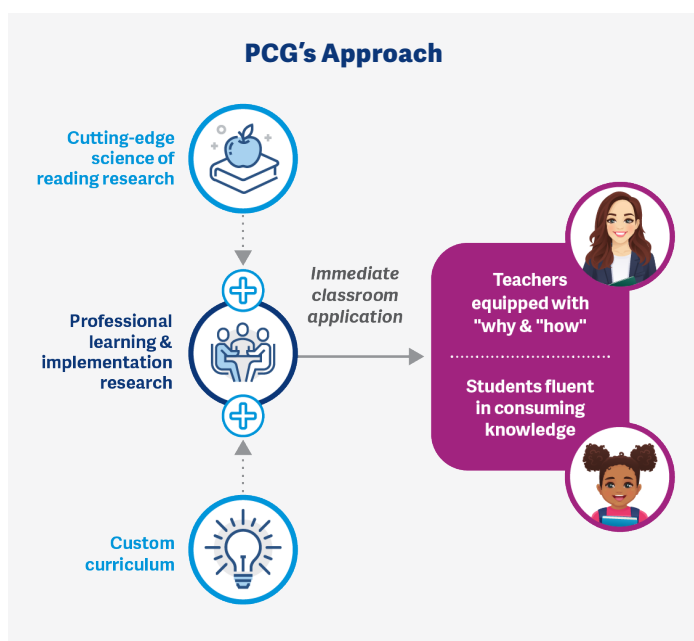 PCG's Approach
Cutting-edge
science of
reading research
Immediate
classroom
application
Professional
learning &
implementation
research
Teachers
equipped with
"why & "how"
Students fluent
in consuming
knowledge
Custom
curriculum